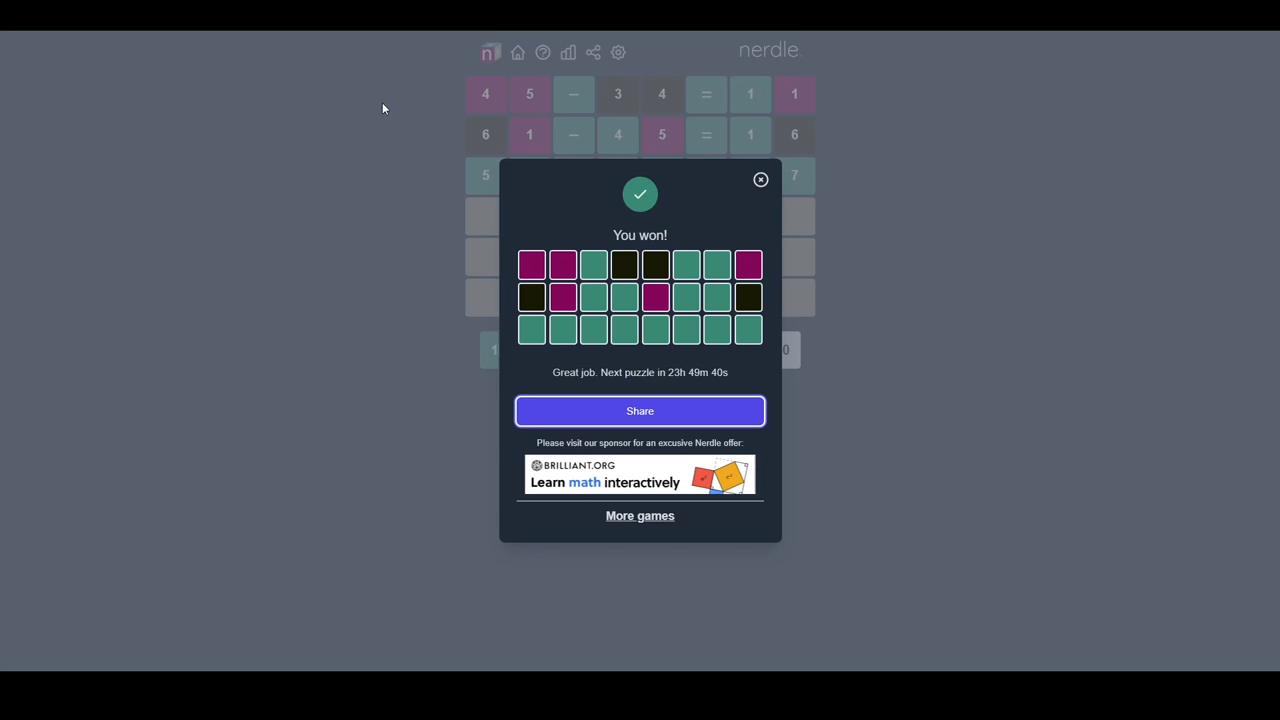 n nerdle.
4 5 – 3 4 = 1 1
6 1 – 4 5 = 1 6
5 7
You won!
Great job. Next puzzle in 23h 49m 40s
1 0
Share
Please visit our sponsor for an excusive Nerdle offer:
BRILLIANT.ORG
Learn math interactively
More games